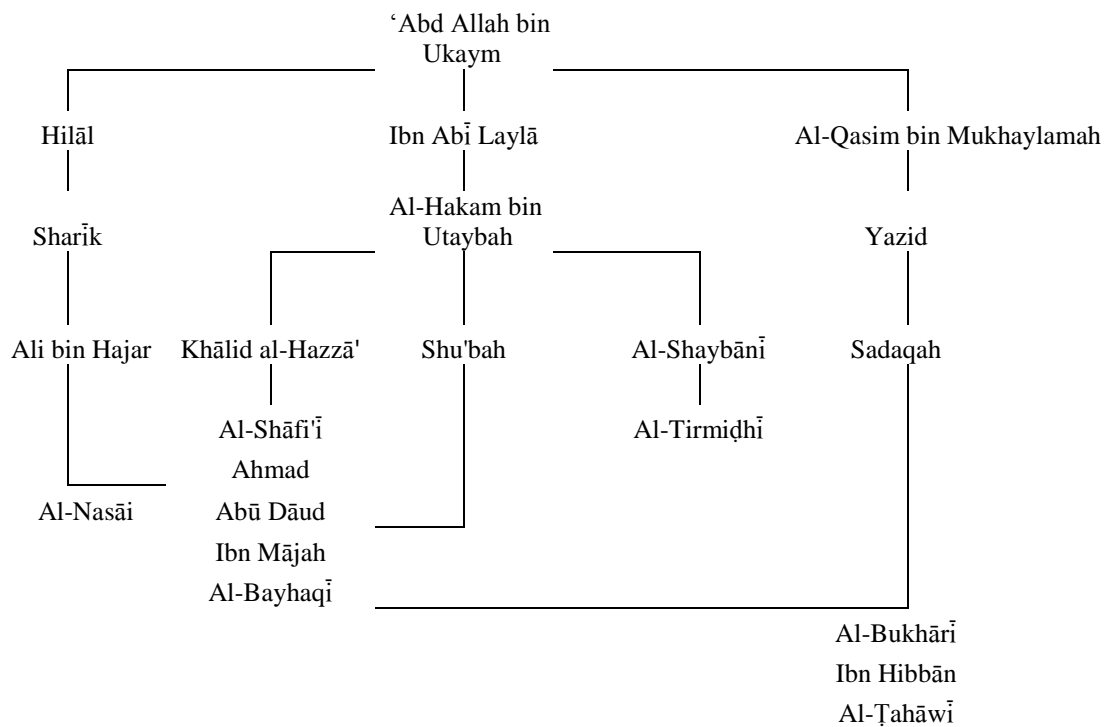 ‘Abd Allah bin
Ukaym
Hilāl
Ibn Abī Laylā
Al-Qasim bin Mukhaylamah
Al-Hakam bin
Utaybah
Sharīk
Yazid
Ali bin Hajar
Khālid al-Hazzā'
Shu'bah
Al-Shaybānī
Sadaqah
Al-Shāfi'ī
Al-Tirmiḍhī
Ahmad
Al-Nasāi
Abū Dāud
Ibn Mājah
Al-Bayhaqī
Al-Bukhārī
Ibn Hibbān
Al-Ṭahāwī